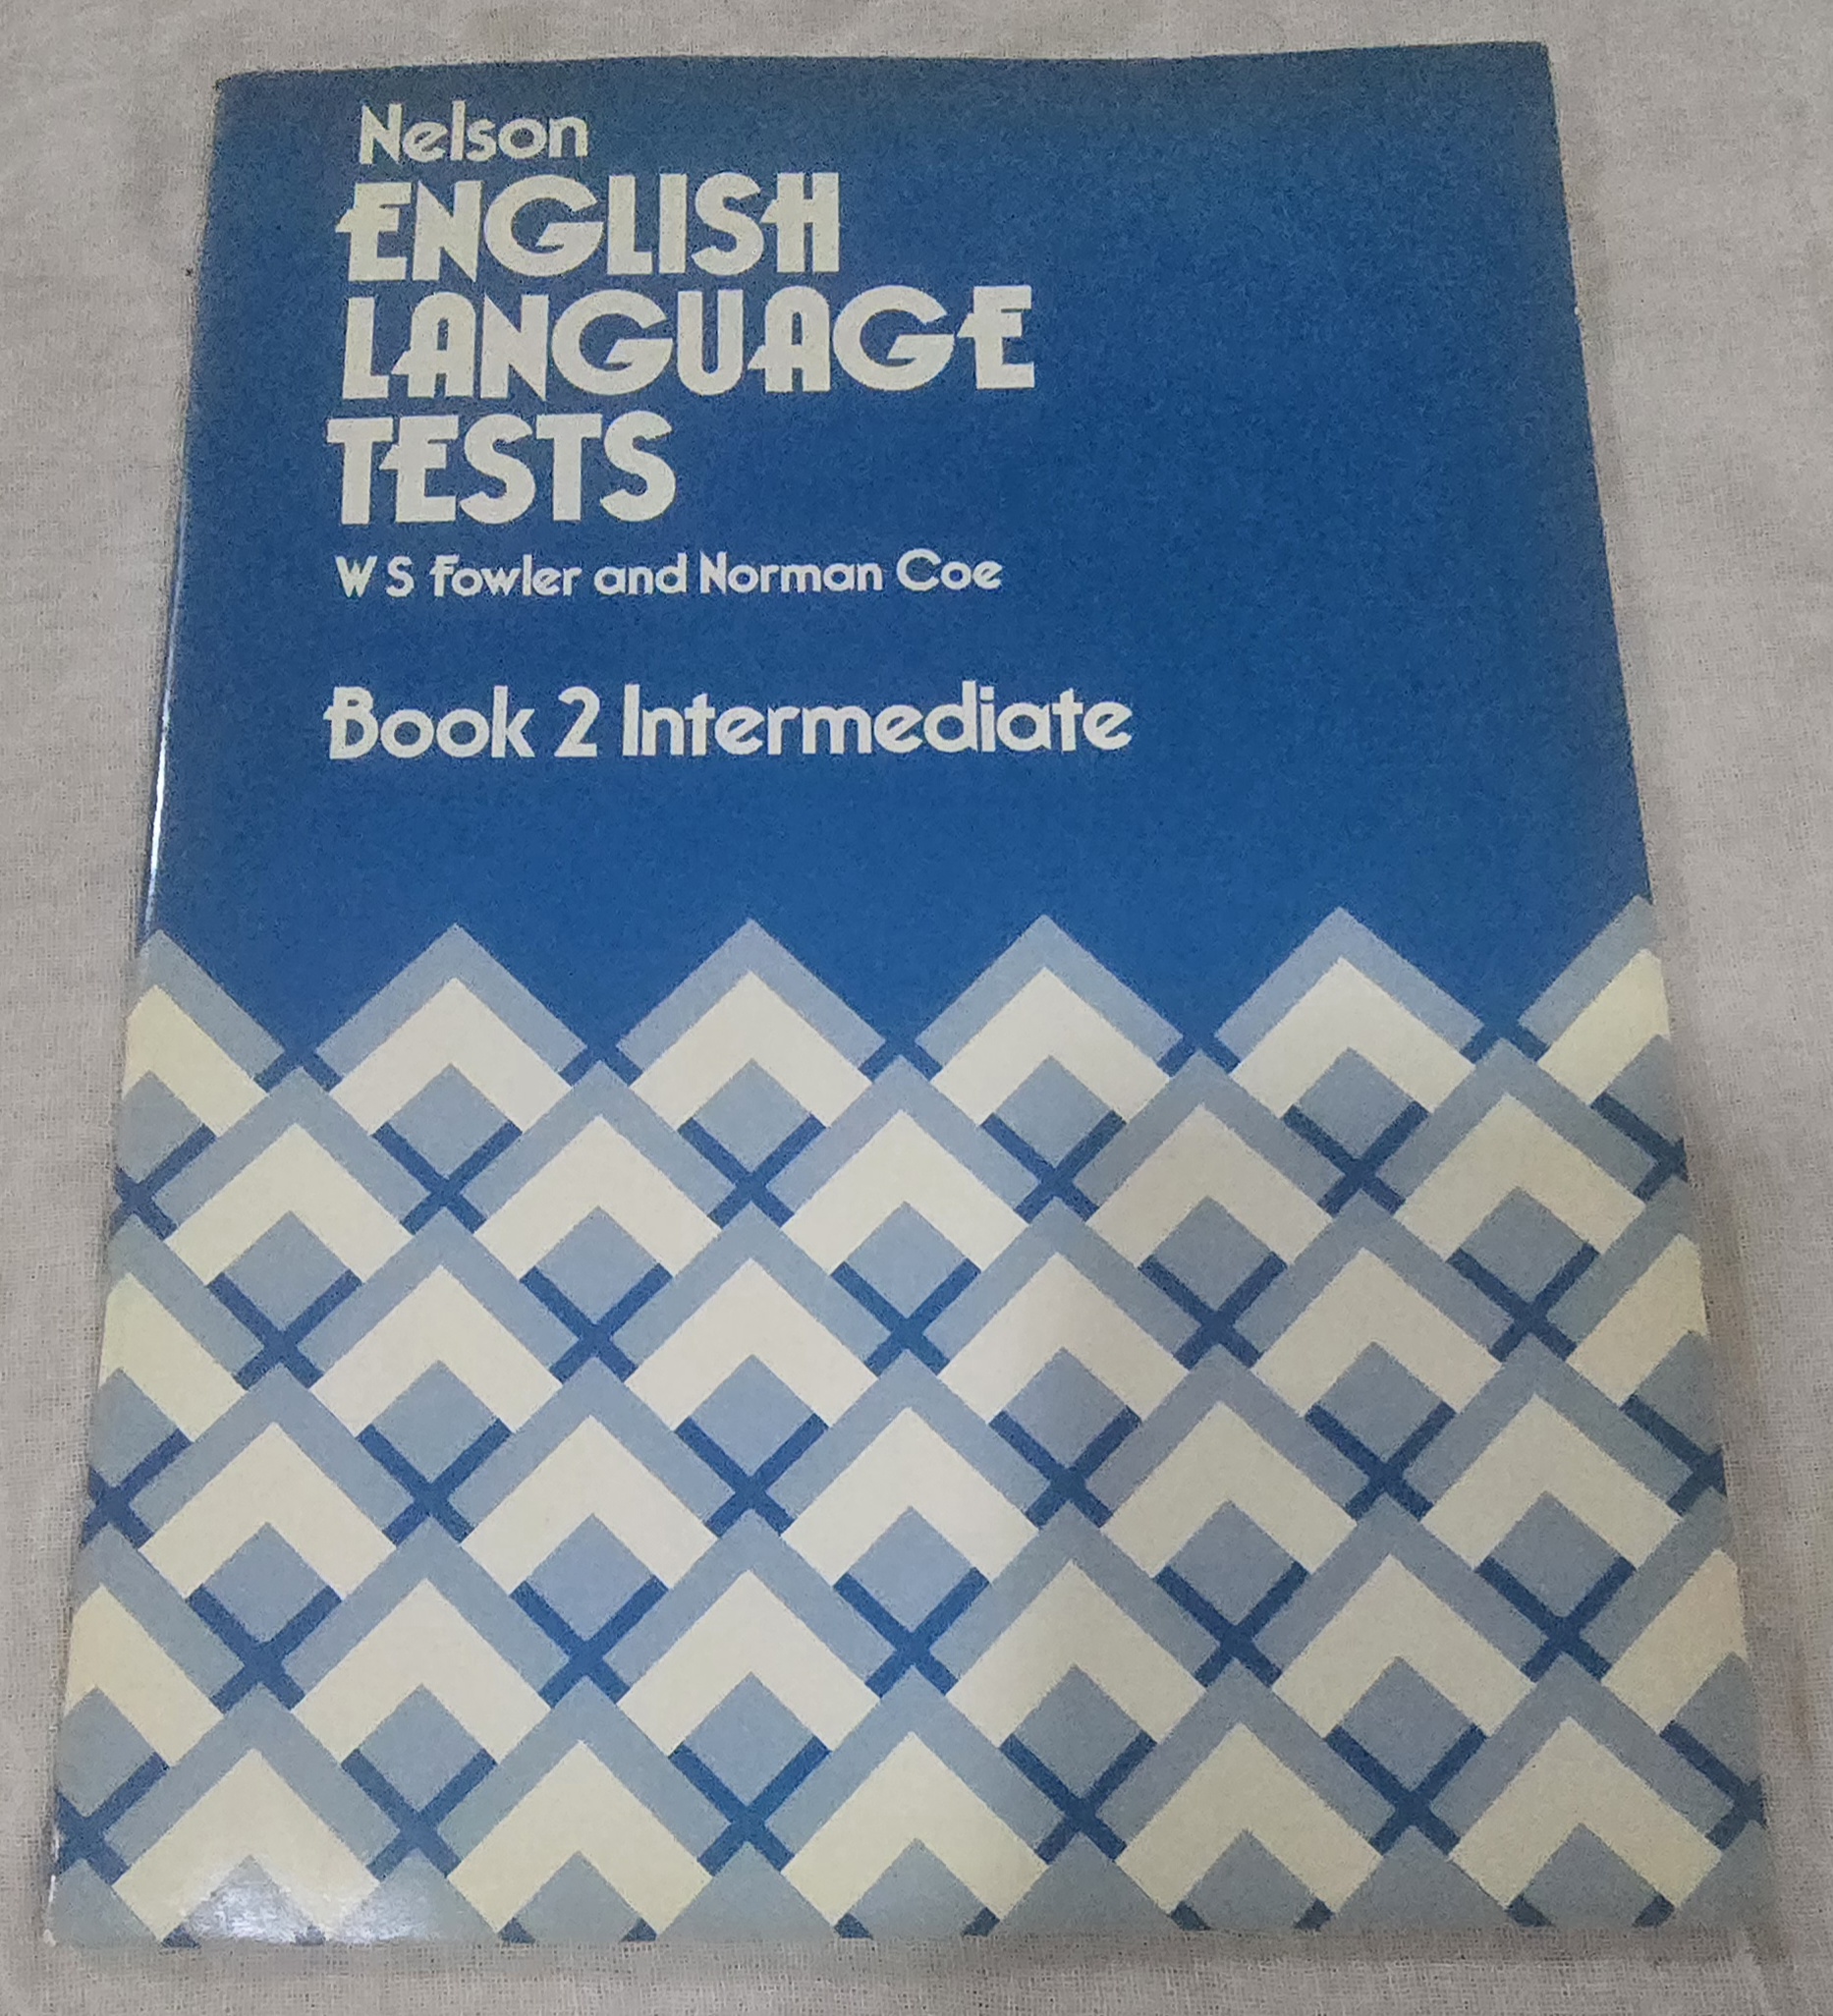 Nelson
ENGLISH
LANGUAGE
TESTS
W S Fowler and Norman Coe
Book 2 Intermediate